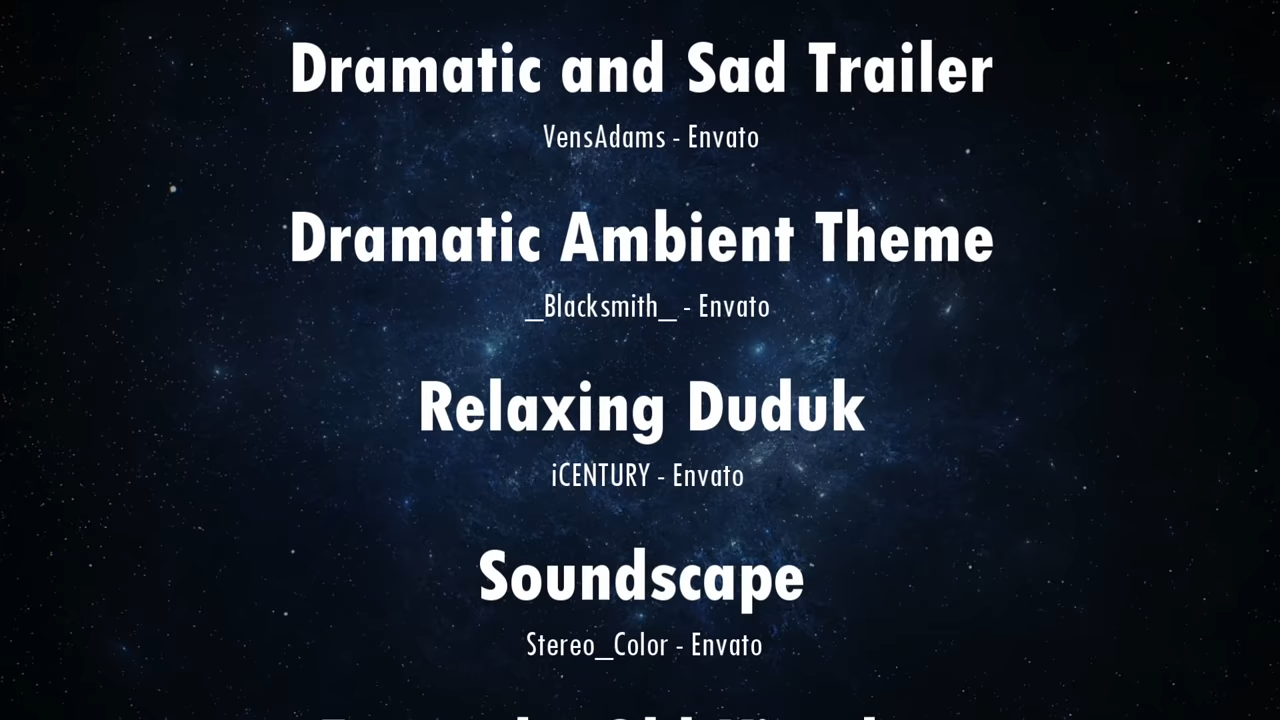 Dramatic and Sad Trailer
VensAdams - Envato
Dramatic Ambient Theme
_Blacksmith_ - Envato
Relaxing Duduk
iCENTURY - Envato
Soundscape
Stereo_Color - Envato